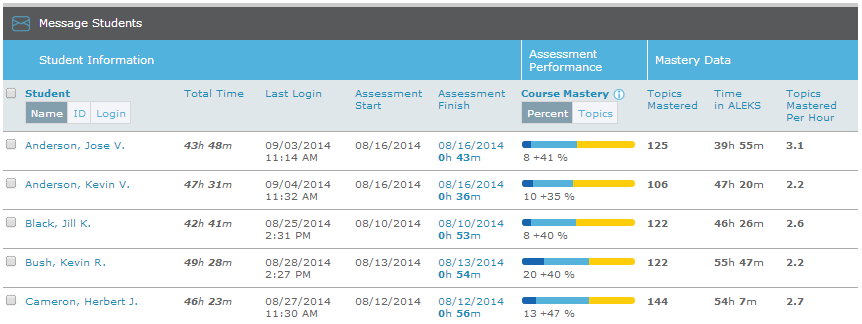 Message Students
Student Information
Assessment Performance
Mastery Data
Student
Name ID Login
Total Time
Last Login
Assessment Start
Assessment Finish
Course Mastery
Percent Topics
Topics Mastered
Time in ALEKS
Topics Mastered Per Hour
Anderson, Jose V. 43h 48m 09/03/2014 08/16/2014 08/16/2014 125 39h 55m 3.1
11:14 AM 0h 43m 8 +41 %
Anderson, Kevin V. 47h 31m 09/04/2014 08/16/2014 08/16/2014 106 47h 20m 2.2
11:32 AM 0h 36m 10 +35 %
Black, Jill K. 42h 41m 08/25/2014 08/10/2014 08/10/2014 122 46h 26m 2.6
2:31 PM 0h 53m 8 +40 %
Bush, Kevin R. 49h 28m 08/28/2014 08/13/2014 08/13/2014 122 55h 47m 2.2
2:27 PM 0h 54m 20 +40 %
Cameron, Herbert J. 46h 23m 08/27/2014 08/12/2014 08/12/2014 144 54h 7m 2.7
11:30 AM 0h 56m 13 +47 %